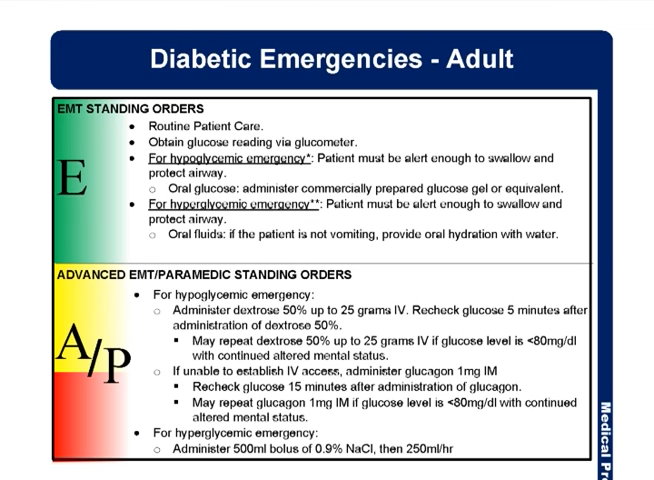 Diabetic Emergencies - Adult
EMT STANDING ORDERS
• Routine Patient Care.
• Obtain glucose reading via glucometer.
• For hypoglycemic emergency*: Patient must be alert enough to swallow and
protect airway.
○ Oral glucose: administer commercially prepared glucose gel or equivalent.
• For hyperglycemic emergency**: Patient must be alert enough to swallow and
protect airway.
○ Oral fluids: if the patient is not vomiting, provide oral hydration with water.
E
ADVANCED EMT/PARAMEDIC STANDING ORDERS
• For hypoglycemic emergency:
○ Administer dextrose 50% up to 25 grams IV. Recheck glucose 5 minutes after
administration of dextrose 50%.
▪ May repeat dextrose 50% up to 25 grams IV if glucose level is <80mg/dl
with continued altered mental status.
○ If unable to establish IV access, administer glucagon 1mg IM
▪ Recheck glucose 15 minutes after administration of glucagon.
▪ May repeat glucagon 1mg IM if glucose level is <80mg/dl with continued
altered mental status.
• For hyperglycemic emergency:
○ Administer 500ml bolus of 0.9% NaCl, then 250ml/hr
A/P
Medical Pr